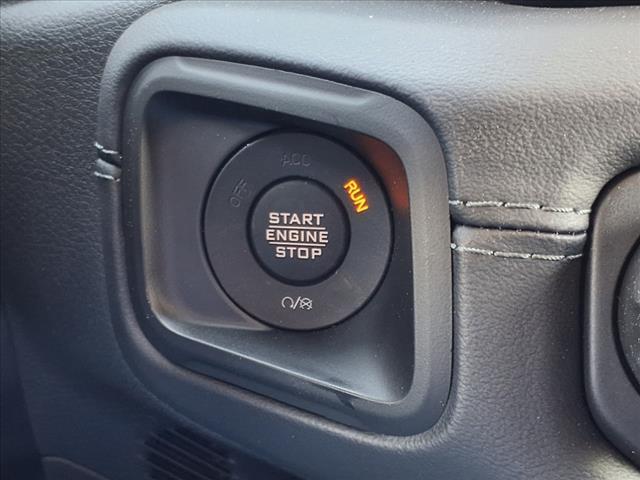 ACC
OFF
RUN
START
ENGINE
STOP